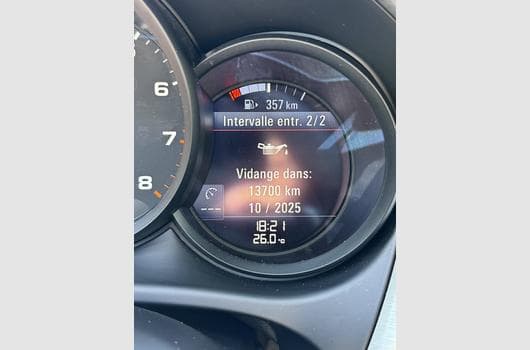 6
7
8
357 km
Intervalle entr. 2/2
Vidange dans:
13700 km
10 / 2025
---
18:21
26.0 °C